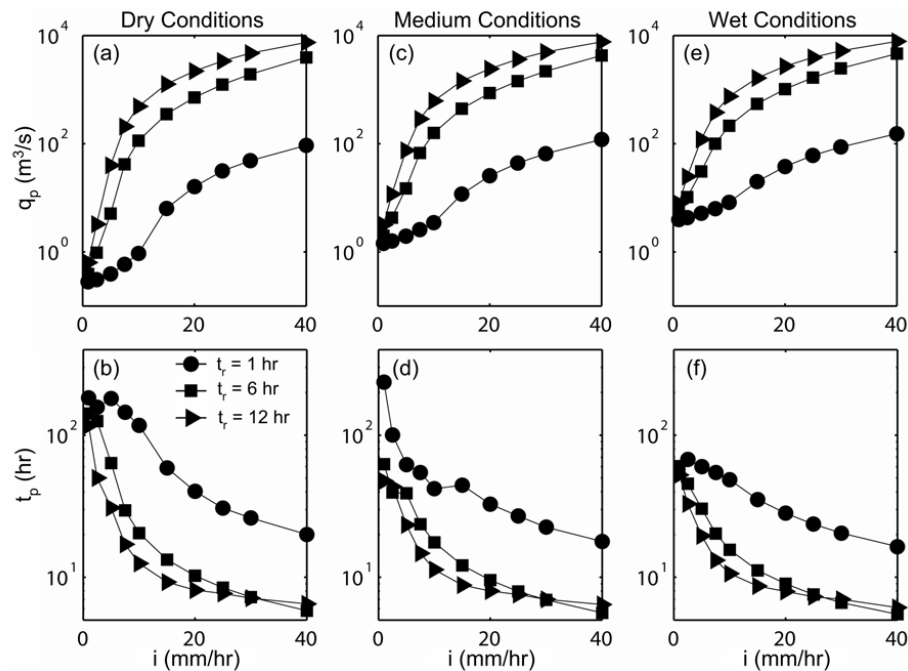 Dry Conditions Medium Conditions Wet Conditions
(a) (c) (e)
10^4 10^4 10^4
10^2 10^2 10^2
10^0 10^0 10^0
q_p (m^3/s)
0 20 40 0 20 40 0 20 40
(b) (d) (f)
t_r = 1 hr
t_r = 6 hr
t_r = 12 hr
10^2 10^2 10^2
10^1 10^1 10^1
t_p (hr)
0 20 40 0 20 40 0 20 40
i (mm/hr) i (mm/hr) i (mm/hr)